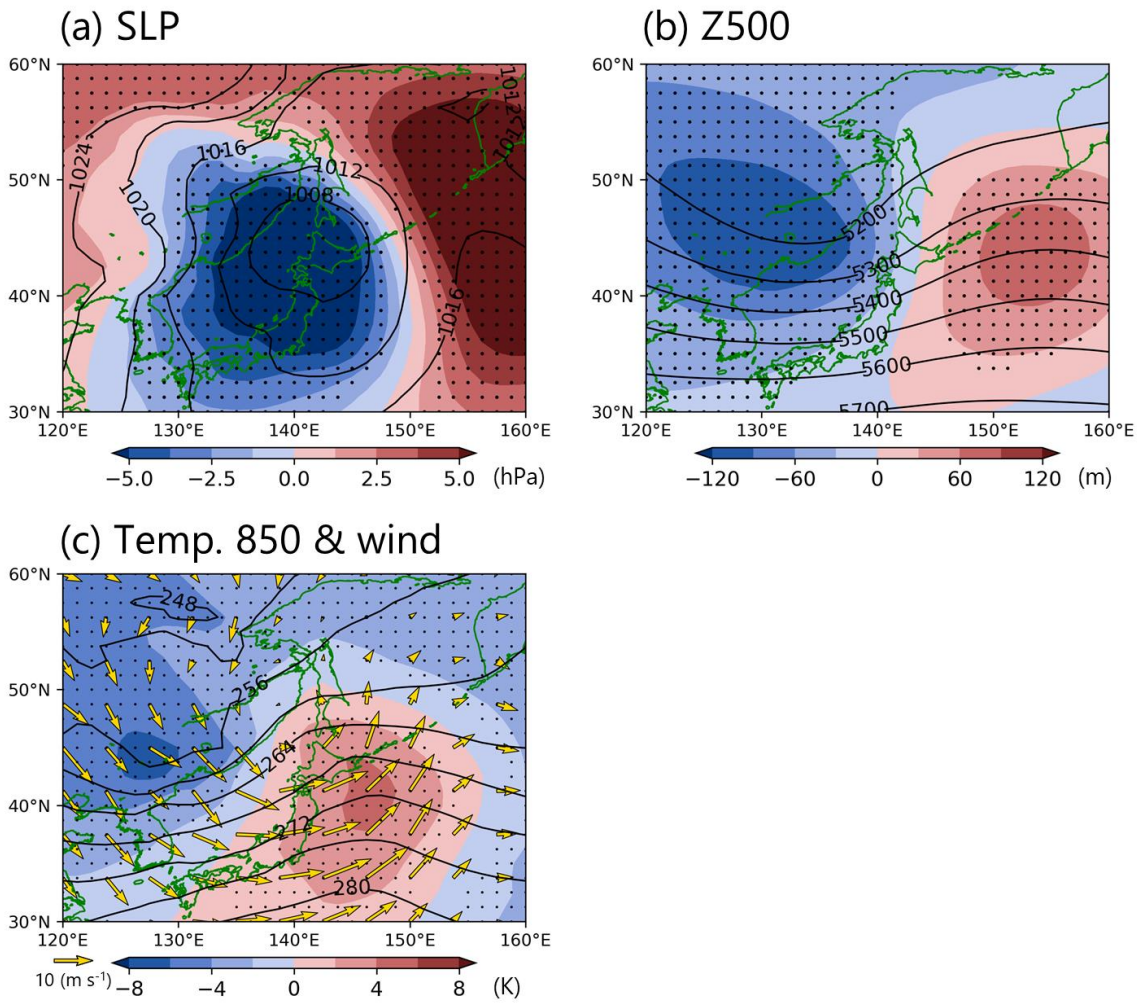 (a) SLP
60°N
50°N
40°N
30°N
120°E 130°E 140°E 150°E 160°E
1024
1020
1016
1012
1008
1016
1012
−5.0 −2.5 0.0 2.5 5.0 (hPa)
(b) Z500
60°N
50°N
40°N
30°N
120°E 130°E 140°E 150°E 160°E
5200
5300
5400
5500
5600
5700
−120 −60 0 60 120 (m)
(c) Temp. 850 & wind
60°N
50°N
40°N
30°N
120°E 130°E 140°E 150°E 160°E
248
256
264
272
280
10 (m s⁻¹)
−8 −4 0 4 8 (K)